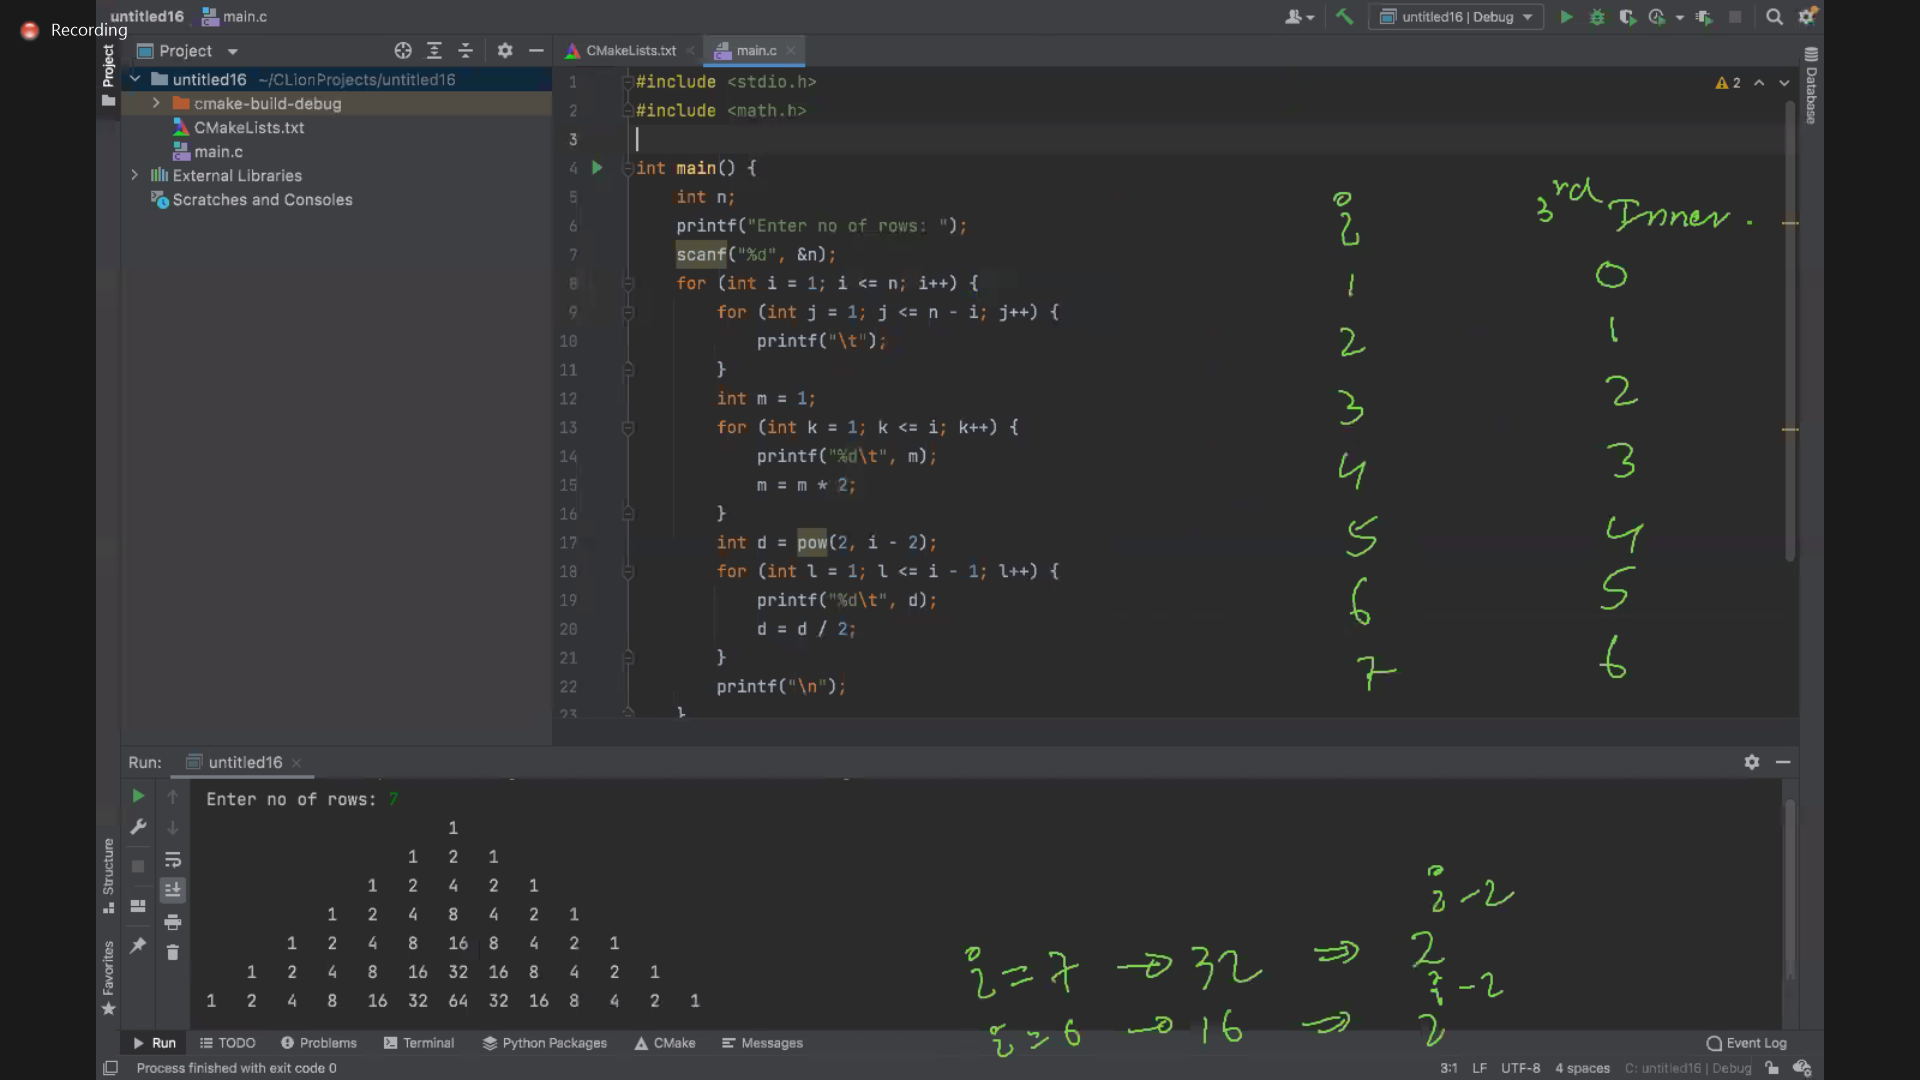 Recording
untitled16 main.c
untitled16 | Debug
Project
CMakeLists.txt
main.c
untitled16 ~/CLionProjects/untitled16
cmake-build-debug
CMakeLists.txt
main.c
External Libraries
Scratches and Consoles
Project
Structure
Favorites
Database
2
1 #include <stdio.h>
2 #include <math.h>
3
4 int main() {
5 int n;
6 printf("Enter no of rows: ");
7 scanf("%d", &n);
8 for (int i = 1; i <= n; i++) {
9 for (int j = 1; j <= n - i; j++) {
10 printf("\t");
11 }
12 int m = 1;
13 for (int k = 1; k <= i; k++) {
14 printf("%d\t", m);
15 m = m * 2;
16 }
17 int d = pow(2, i - 2);
18 for (int l = 1; l <= i - 1; l++) {
19 printf("%d\t", d);
20 d = d / 2;
21 }
22 printf("\n");
23 }
i 3rd Inner.
1 0
2 1
3 2
4 3
5 4
6 5
7 6
Run: untitled16
Enter no of rows: 7
1
1 2 1
1 2 4 2 1
1 2 4 8 4 2 1
1 2 4 8 16 8 4 2 1
1 2 4 8 16 32 16 8 4 2 1
1 2 4 8 16 32 64 32 16 8 4 2 1
i-2
i = 7 → 32 ⇒ 2
i-2
i = 6 → 16 ⇒ 2
Run TODO Problems Terminal Python Packages CMake Messages Event Log
Process finished with exit code 0 3:1 LF UTF-8 4 spaces C: untitled16 | Debug